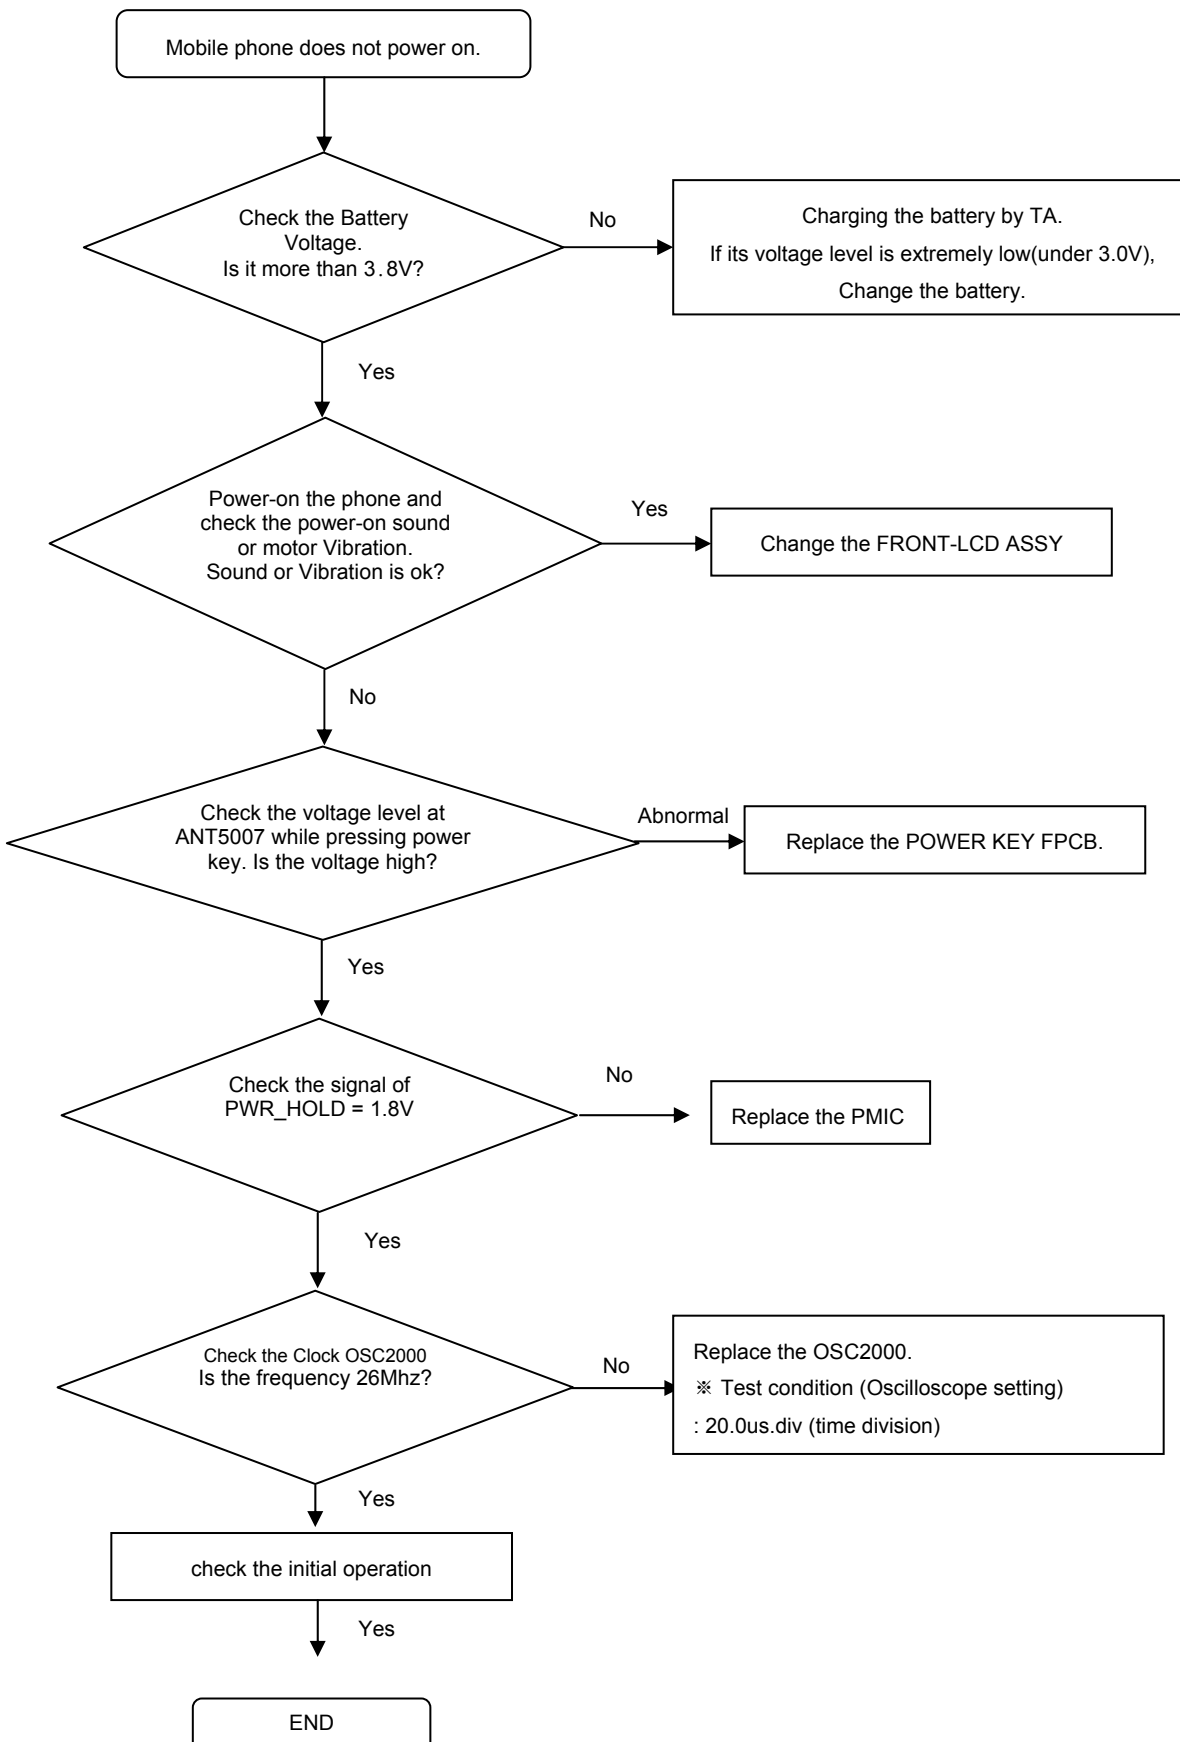 Mobile phone does not power on.
Check the Battery
Voltage.
Is it more than 3.8V?
No
Charging the battery by TA.
If its voltage level is extremely low(under 3.0V),
Change the battery.
Yes
Power-on the phone and
check the power-on sound
or motor Vibration.
Sound or Vibration is ok?
Yes
Change the FRONT-LCD ASSY
No
Check the voltage level at
ANT5007 while pressing power
key. Is the voltage high?
Abnormal
Replace the POWER KEY FPCB.
Yes
Check the signal of
PWR_HOLD = 1.8V
No
Replace the PMIC
Yes
Check the Clock OSC2000
Is the frequency 26Mhz?
No
Replace the OSC2000.
※ Test condition (Oscilloscope setting)
: 20.0us.div (time division)
Yes
check the initial operation
Yes
END